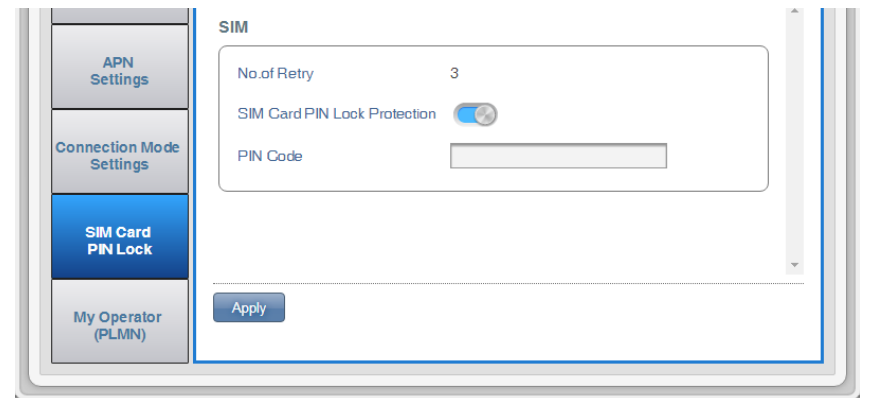 SIM
APN
Settings
No.of Retry 3
SIM Card PIN Lock Protection
Connection Mode
Settings
PIN Code
SIM Card
PIN Lock
My Operator
(PLMN)
Apply